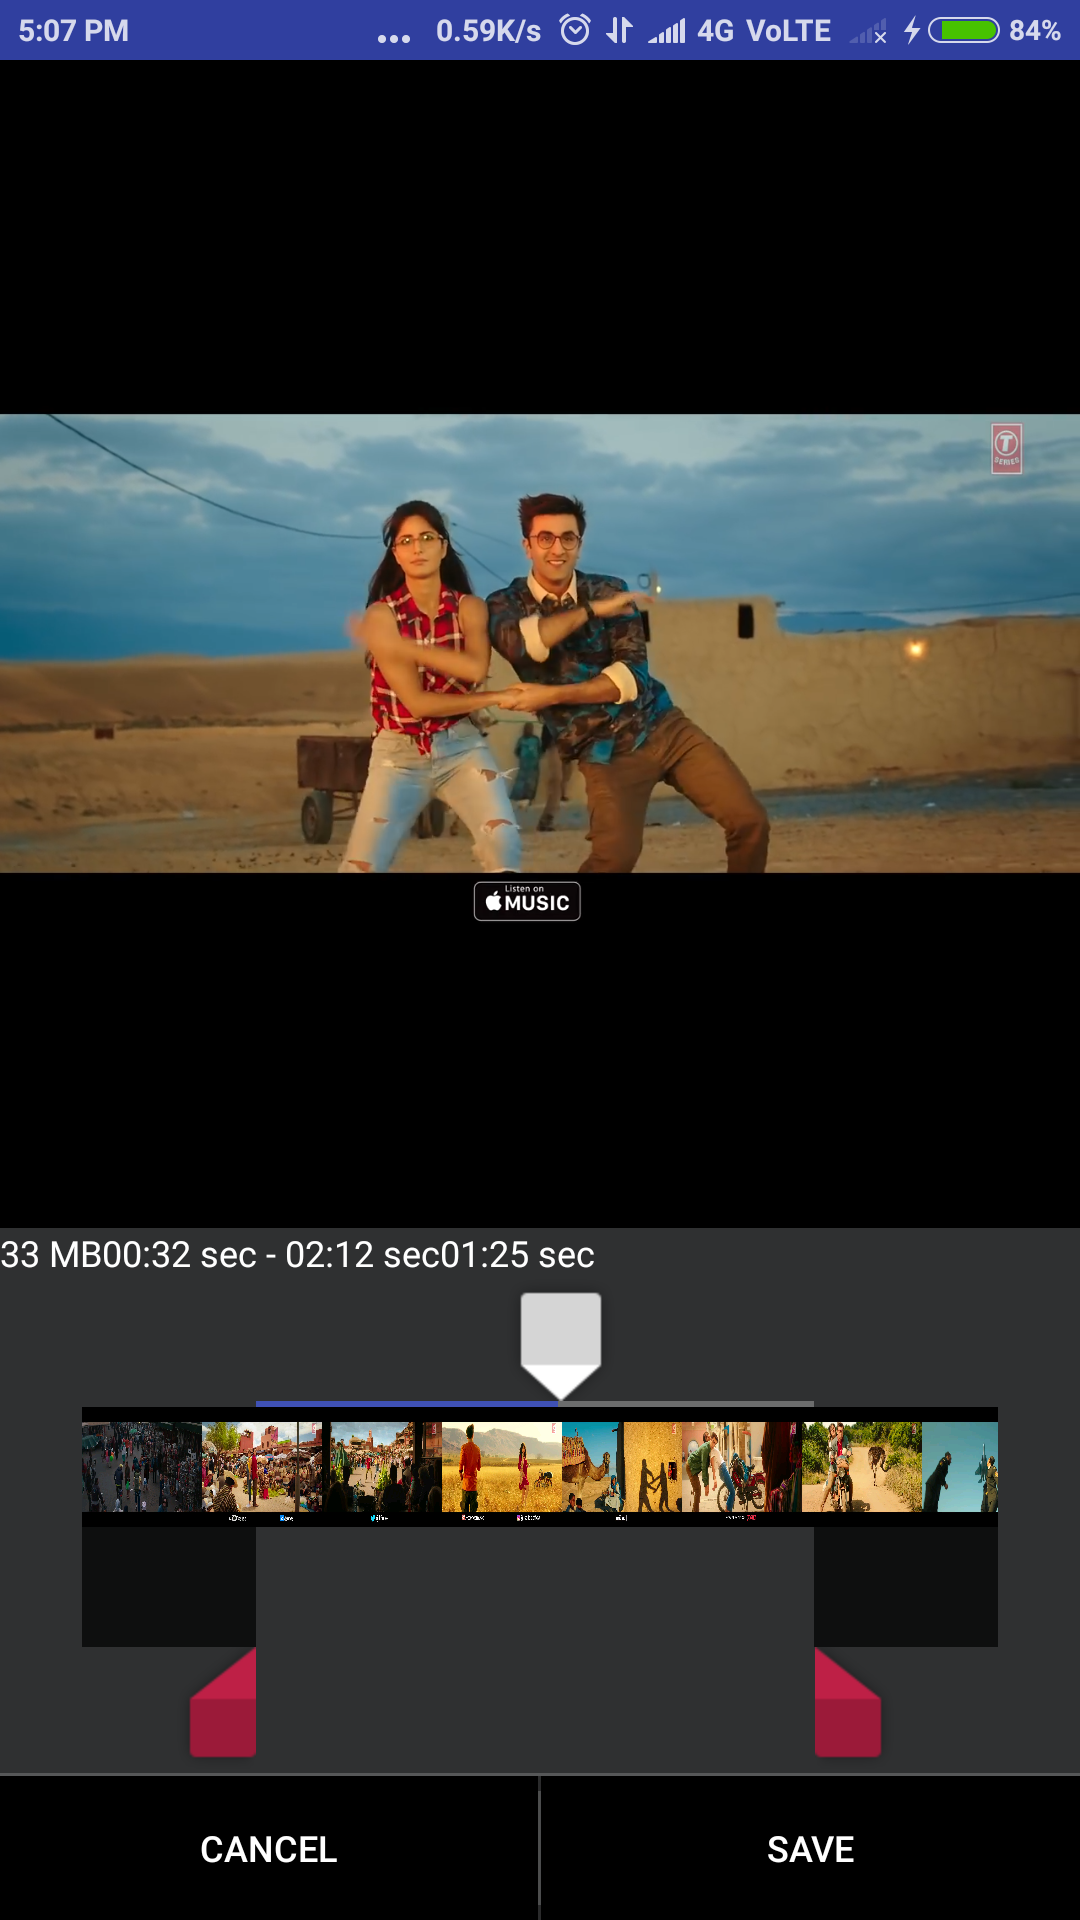 5:07 PM ... 0.59K/s 4G VoLTE 84%
T
SERIES
Listen on
MUSIC
33 MB00:32 sec - 02:12 sec01:25 sec
CANCEL SAVE